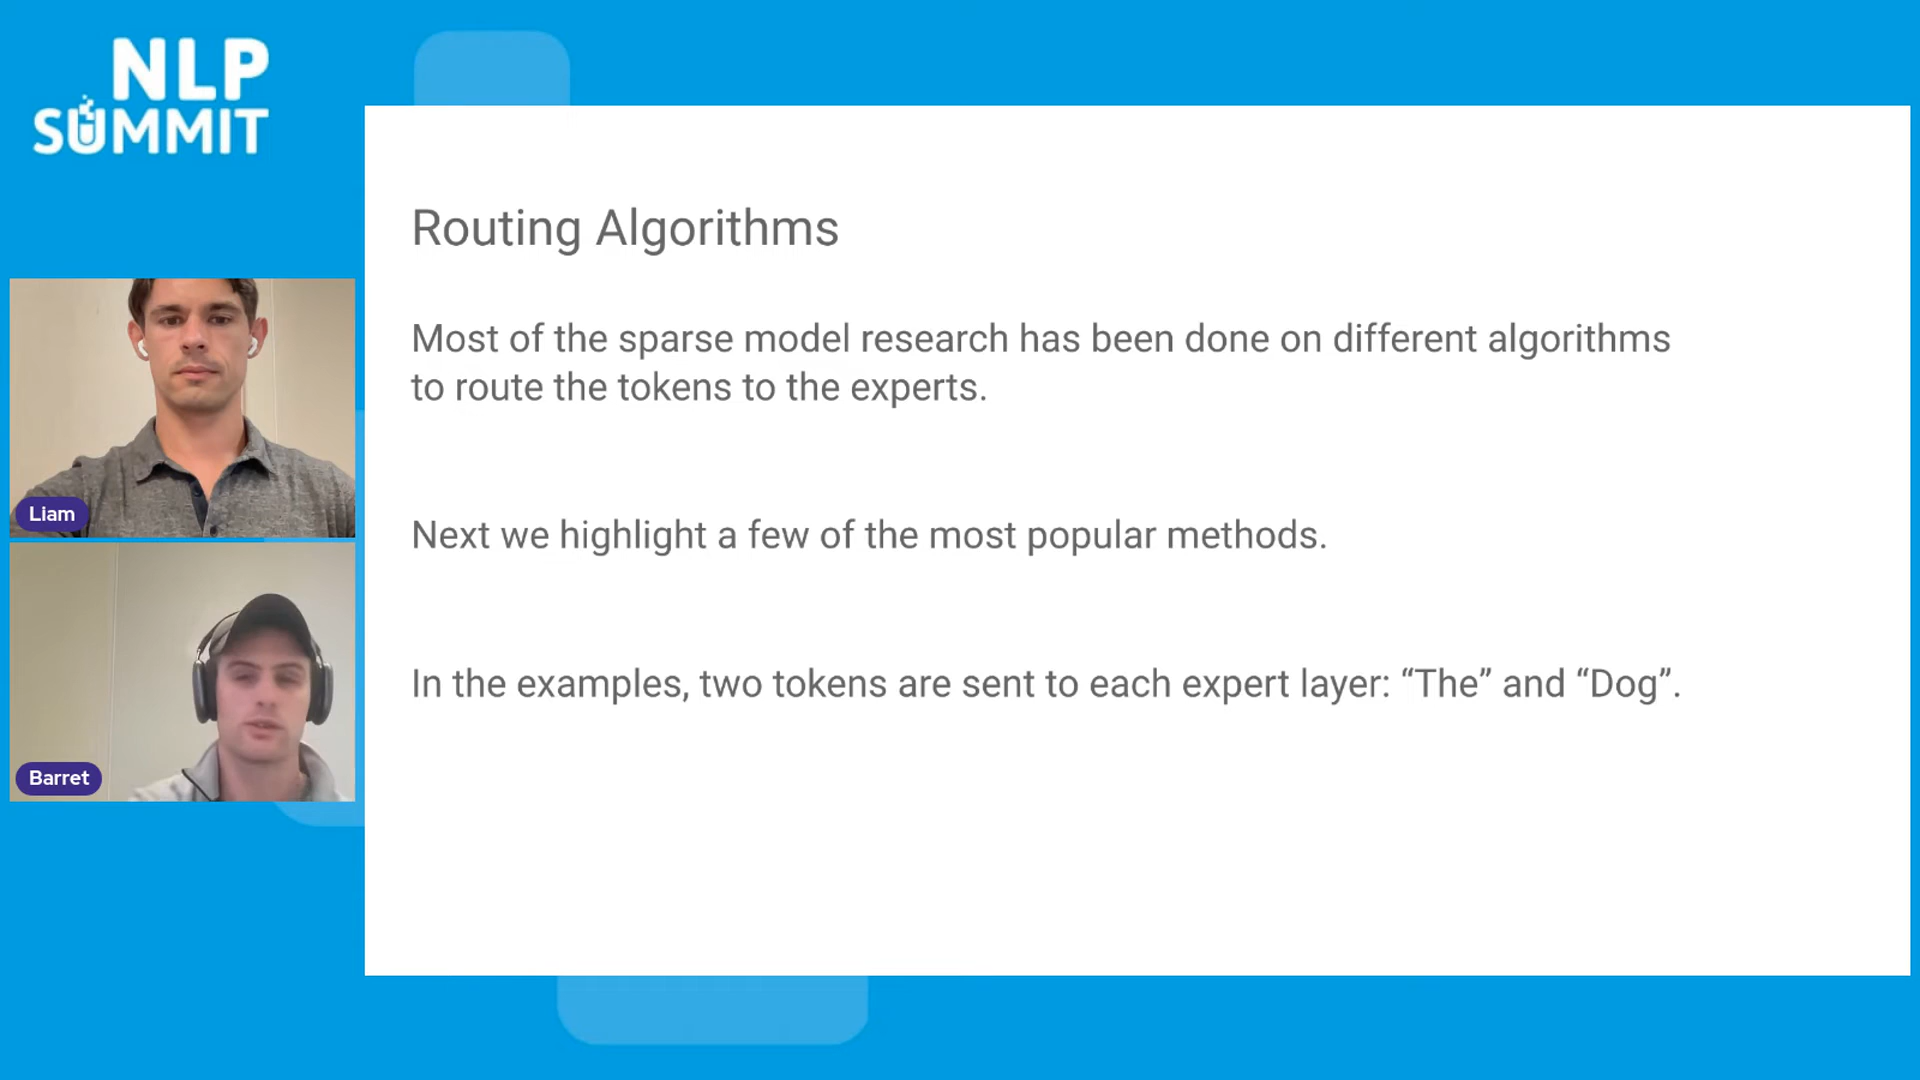 NLP
SUMMIT
Routing Algorithms
Most of the sparse model research has been done on different algorithms
to route the tokens to the experts.
Next we highlight a few of the most popular methods.
In the examples, two tokens are sent to each expert layer: “The” and “Dog”.
Liam
Barret